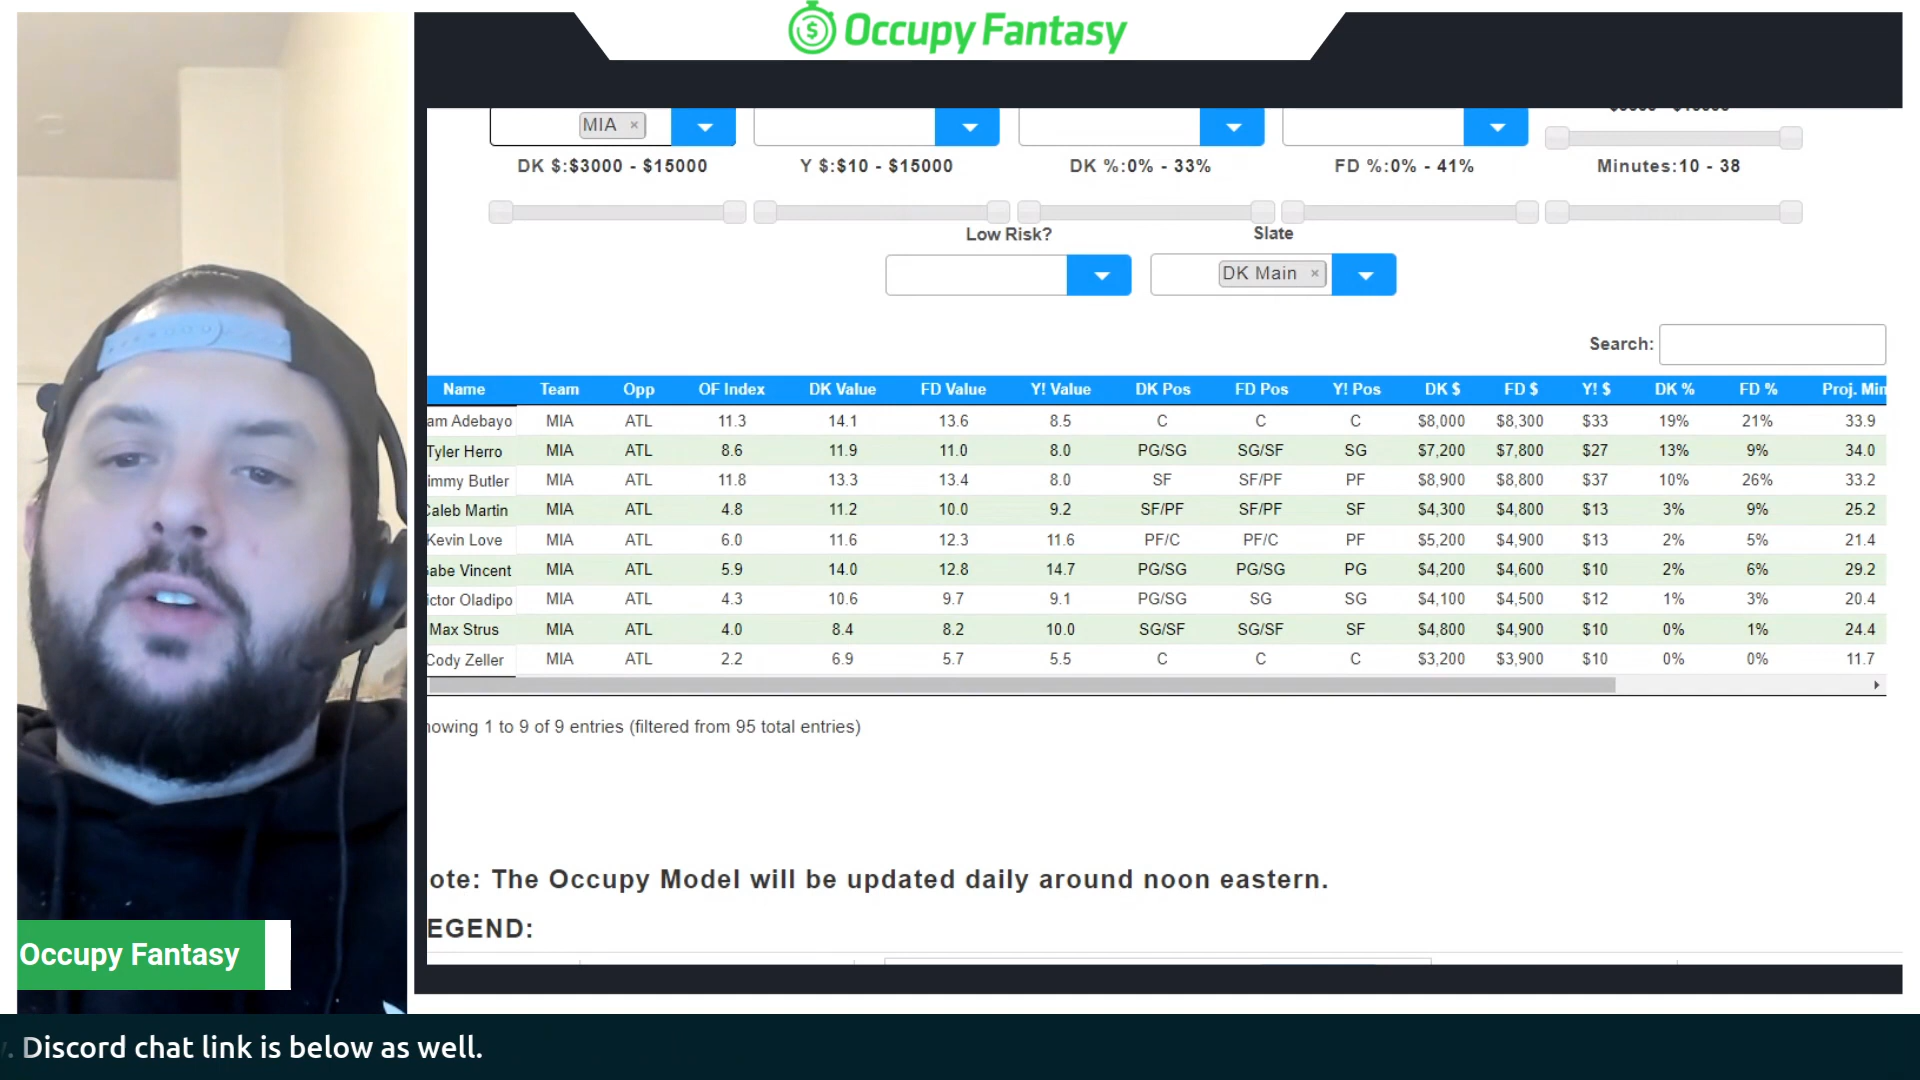 Occupy Fantasy
MIA ×
DK $:$3000 - $15000
Y $:$10 - $15000
DK %:0% - 33%
FD %:0% - 41%
Minutes:10 - 38
Low Risk?
Slate
DK Main ×
Search:
Name Team Opp OF Index DK Value FD Value Y! Value DK Pos FD Pos Y! Pos DK $ FD $ Y! $ DK % FD % Proj. Min
am Adebayo MIA ATL 11.3 14.1 13.6 8.5 C C C $8,000 $8,300 $33 19% 21% 33.9
Tyler Herro MIA ATL 8.6 11.9 11.0 8.0 PG/SG SG/SF SG $7,200 $7,800 $27 13% 9% 34.0
immy Butler MIA ATL 11.8 13.3 13.4 8.0 SF SF/PF PF $8,900 $8,800 $37 10% 26% 33.2
Caleb Martin MIA ATL 4.8 11.2 10.0 9.2 SF/PF SF/PF SF $4,300 $4,800 $13 3% 9% 25.2
Kevin Love MIA ATL 6.0 11.6 12.3 11.6 PF/C PF/C PF $5,200 $4,900 $13 2% 5% 21.4
abe Vincent MIA ATL 5.9 14.0 12.8 14.7 PG/SG PG/SG PG $4,200 $4,600 $10 2% 6% 29.2
ictor Oladipo MIA ATL 4.3 10.6 9.7 9.1 PG/SG SG SG $4,100 $4,500 $12 1% 3% 20.4
Max Strus MIA ATL 4.0 8.4 8.2 10.0 SG/SF SG/SF SF $4,800 $4,900 $10 0% 1% 24.4
Cody Zeller MIA ATL 2.2 6.9 5.7 5.5 C C C $3,200 $3,900 $10 0% 0% 11.7
howing 1 to 9 of 9 entries (filtered from 95 total entries)
ote: The Occupy Model will be updated daily around noon eastern.
EGEND:
Occupy Fantasy
. Discord chat link is below as well.